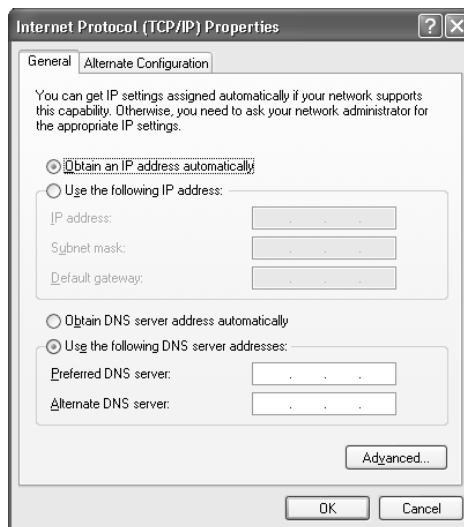 Internet Protocol (TCP/IP) Properties
General
Alternate Configuration
You can get IP settings assigned automatically if your network supports
this capability. Otherwise, you need to ask your network administrator for
the appropriate IP settings.
Obtain an IP address automatically
Use the following IP address:
IP address:
Subnet mask:
Default gateway:
Obtain DNS server address automatically
Use the following DNS server addresses:
Preferred DNS server:
Alternate DNS server:
Advanced...
OK
Cancel